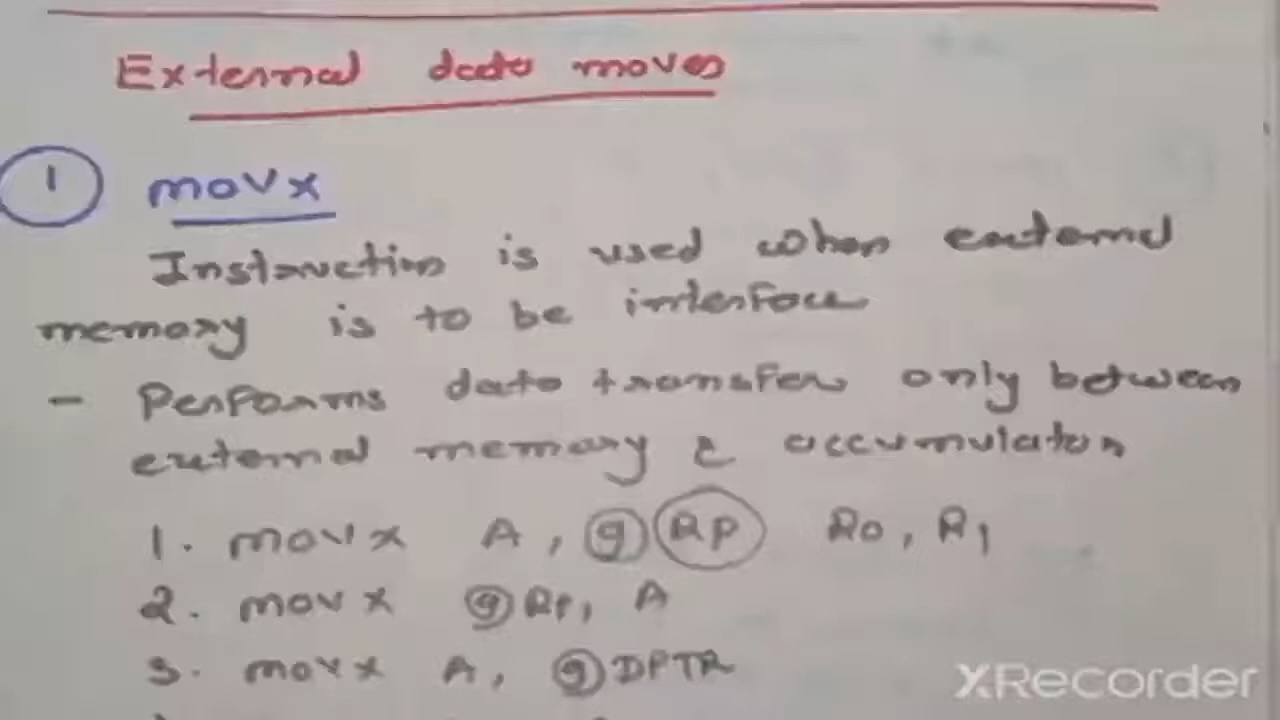 External data moves
1 movx
Instruction is used when external
memory is to be interface
- Performs data transfer only between
external memory & accumulator
1. movx A, @ Rp R0, R1
2. movx @Rp, A
3. movx A, @DPTR
XRecorder